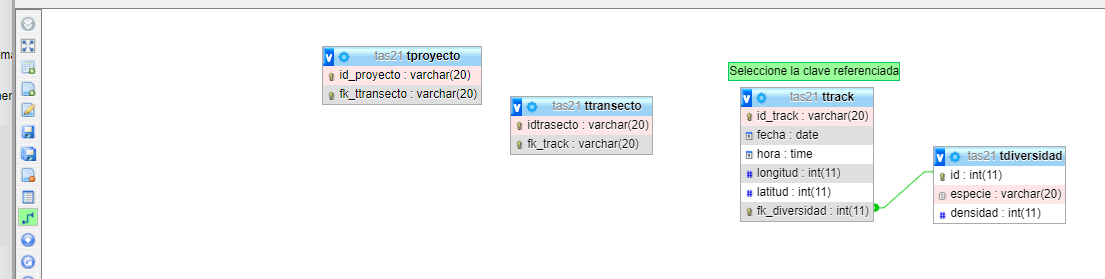 ma
ner
tas21 tproyecto
id_proyecto : varchar(20)
fk_ttransecto : varchar(20)
tas21 ttransecto
idtrasecto : varchar(20)
fk_track : varchar(20)
Seleccione la clave referenciada
tas21 ttrack
id_track : varchar(20)
fecha : date
hora : time
longitud : int(11)
latitud : int(11)
fk_diversidad : int(11)
tas21 tdiversidad
id : int(11)
especie : varchar(20)
densidad : int(11)